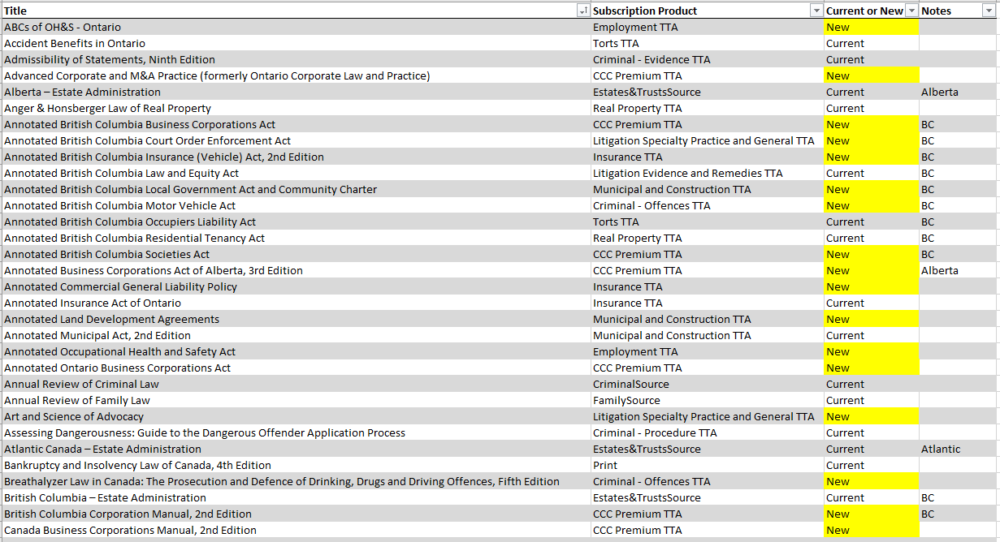 Title Subscription Product Current or New Notes
ABCs of OH&S - Ontario Employment TTA New
Accident Benefits in Ontario Torts TTA Current
Admissibility of Statements, Ninth Edition Criminal - Evidence TTA Current
Advanced Corporate and M&A Practice (formerly Ontario Corporate Law and Practice) CCC Premium TTA New
Alberta – Estate Administration Estates&TrustsSource Current Alberta
Anger & Honsberger Law of Real Property Real Property TTA Current
Annotated British Columbia Business Corporations Act CCC Premium TTA New BC
Annotated British Columbia Court Order Enforcement Act Litigation Specialty Practice and General TTA New BC
Annotated British Columbia Insurance (Vehicle) Act, 2nd Edition Insurance TTA New BC
Annotated British Columbia Law and Equity Act Litigation Evidence and Remedies TTA Current BC
Annotated British Columbia Local Government Act and Community Charter Municipal and Construction TTA New BC
Annotated British Columbia Motor Vehicle Act Criminal - Offences TTA New BC
Annotated British Columbia Occupiers Liability Act Torts TTA Current BC
Annotated British Columbia Residential Tenancy Act Real Property TTA Current BC
Annotated British Columbia Societies Act CCC Premium TTA New BC
Annotated Business Corporations Act of Alberta, 3rd Edition CCC Premium TTA New Alberta
Annotated Commercial General Liability Policy Insurance TTA New
Annotated Insurance Act of Ontario Insurance TTA Current
Annotated Land Development Agreements Municipal and Construction TTA New
Annotated Municipal Act, 2nd Edition Municipal and Construction TTA Current
Annotated Occupational Health and Safety Act Employment TTA New
Annotated Ontario Business Corporations Act CCC Premium TTA New
Annual Review of Criminal Law CriminalSource Current
Annual Review of Family Law FamilySource Current
Art and Science of Advocacy Litigation Specialty Practice and General TTA New
Assessing Dangerousness: Guide to the Dangerous Offender Application Process Criminal - Procedure TTA Current
Atlantic Canada – Estate Administration Estates&TrustsSource Current Atlantic
Bankruptcy and Insolvency Law of Canada, 4th Edition Print Current
Breathalyzer Law in Canada: The Prosecution and Defence of Drinking, Drugs and Driving Offences, Fifth Edition Criminal - Offences TTA New
British Columbia – Estate Administration Estates&TrustsSource Current BC
British Columbia Corporation Manual, 2nd Edition CCC Premium TTA New BC
Canada Business Corporations Manual, 2nd Edition CCC Premium TTA New